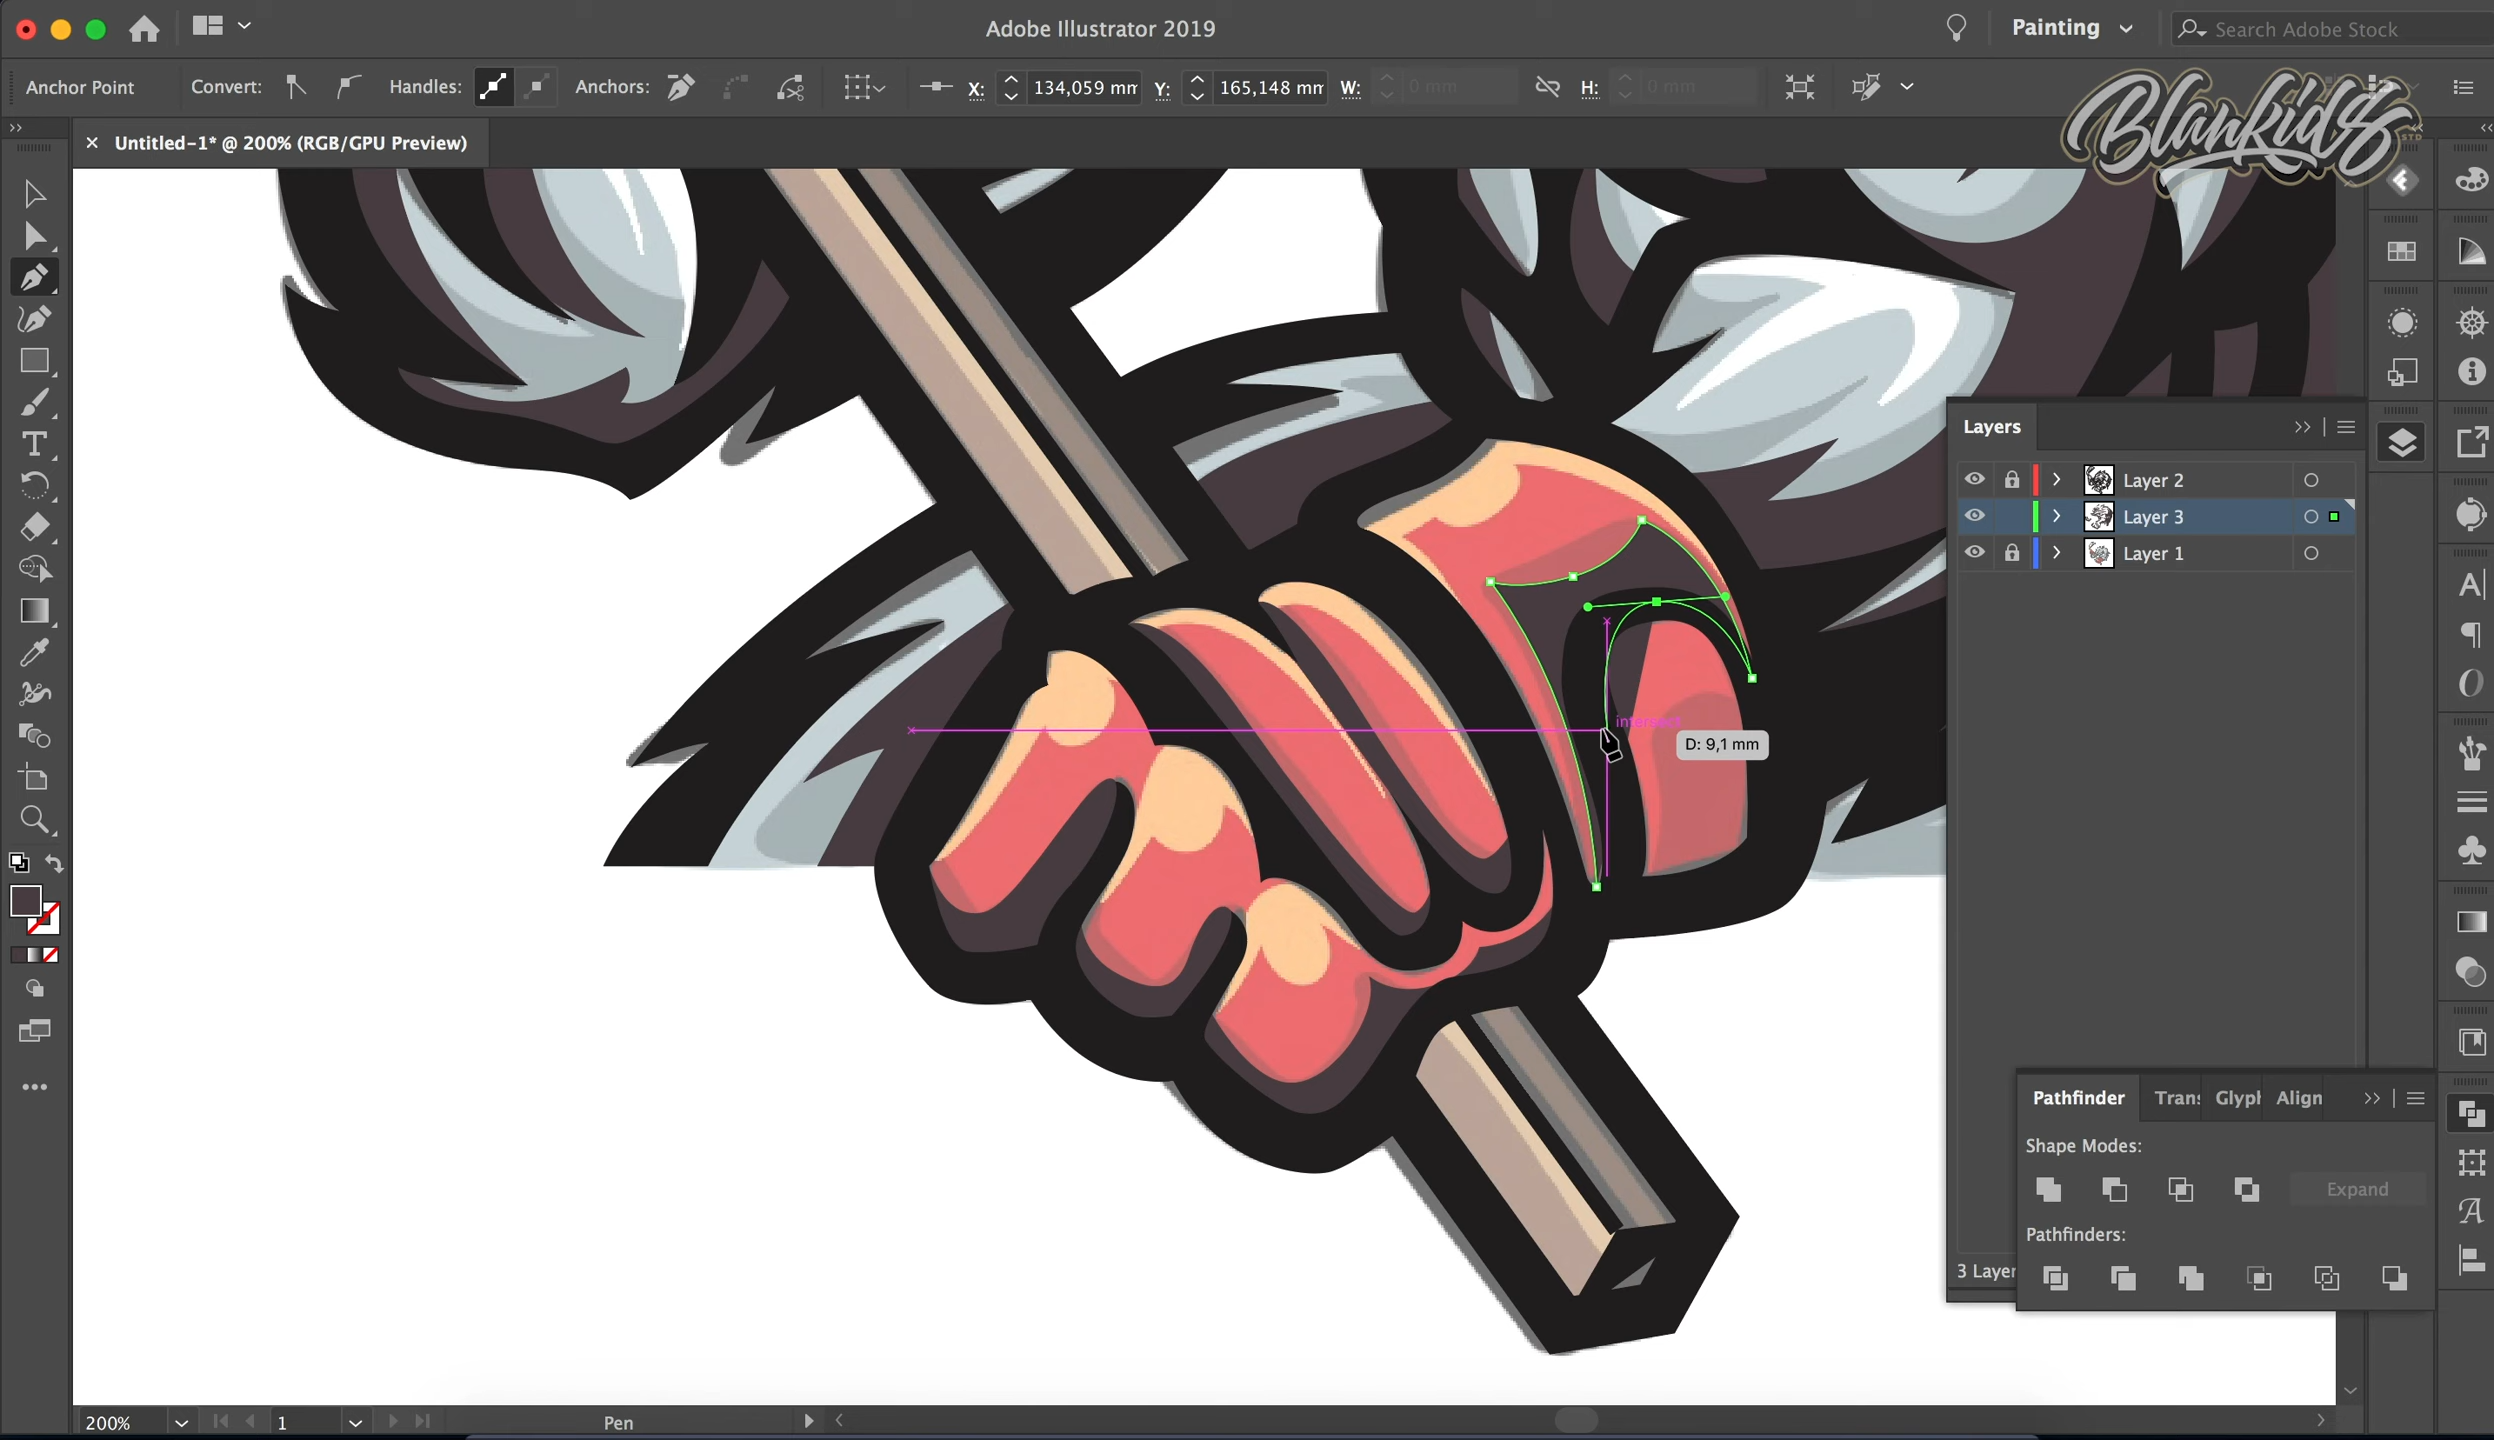 Adobe Illustrator 2019
Painting
Search Adobe Stock
Anchor Point
Convert:
Handles:
Anchors:
X:
134,059 mm
Y:
165,148 mm
W:
0 mm
H:
0 mm
Blankids
STD
Untitled-1* @ 200% (RGB/GPU Preview)
Layers
Layer 2
Layer 3
Layer 1
intersect
D: 9,1 mm
Pathfinder
Trans
Glyph
Align
Shape Modes:
Expand
Pathfinders:
3 Layer
200%
1
Pen